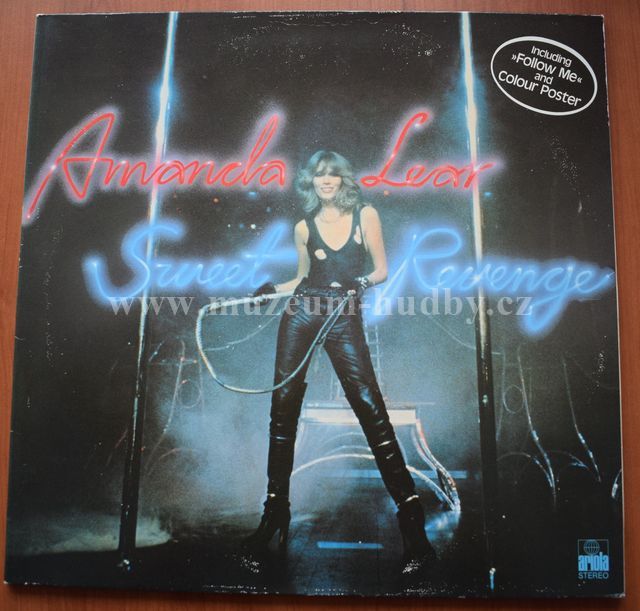 Including
»Follow Me«
and
Colour Poster
Amanda Lear
Sweet Revenge
www.muzeum-hudby.cz
ariola
STEREO